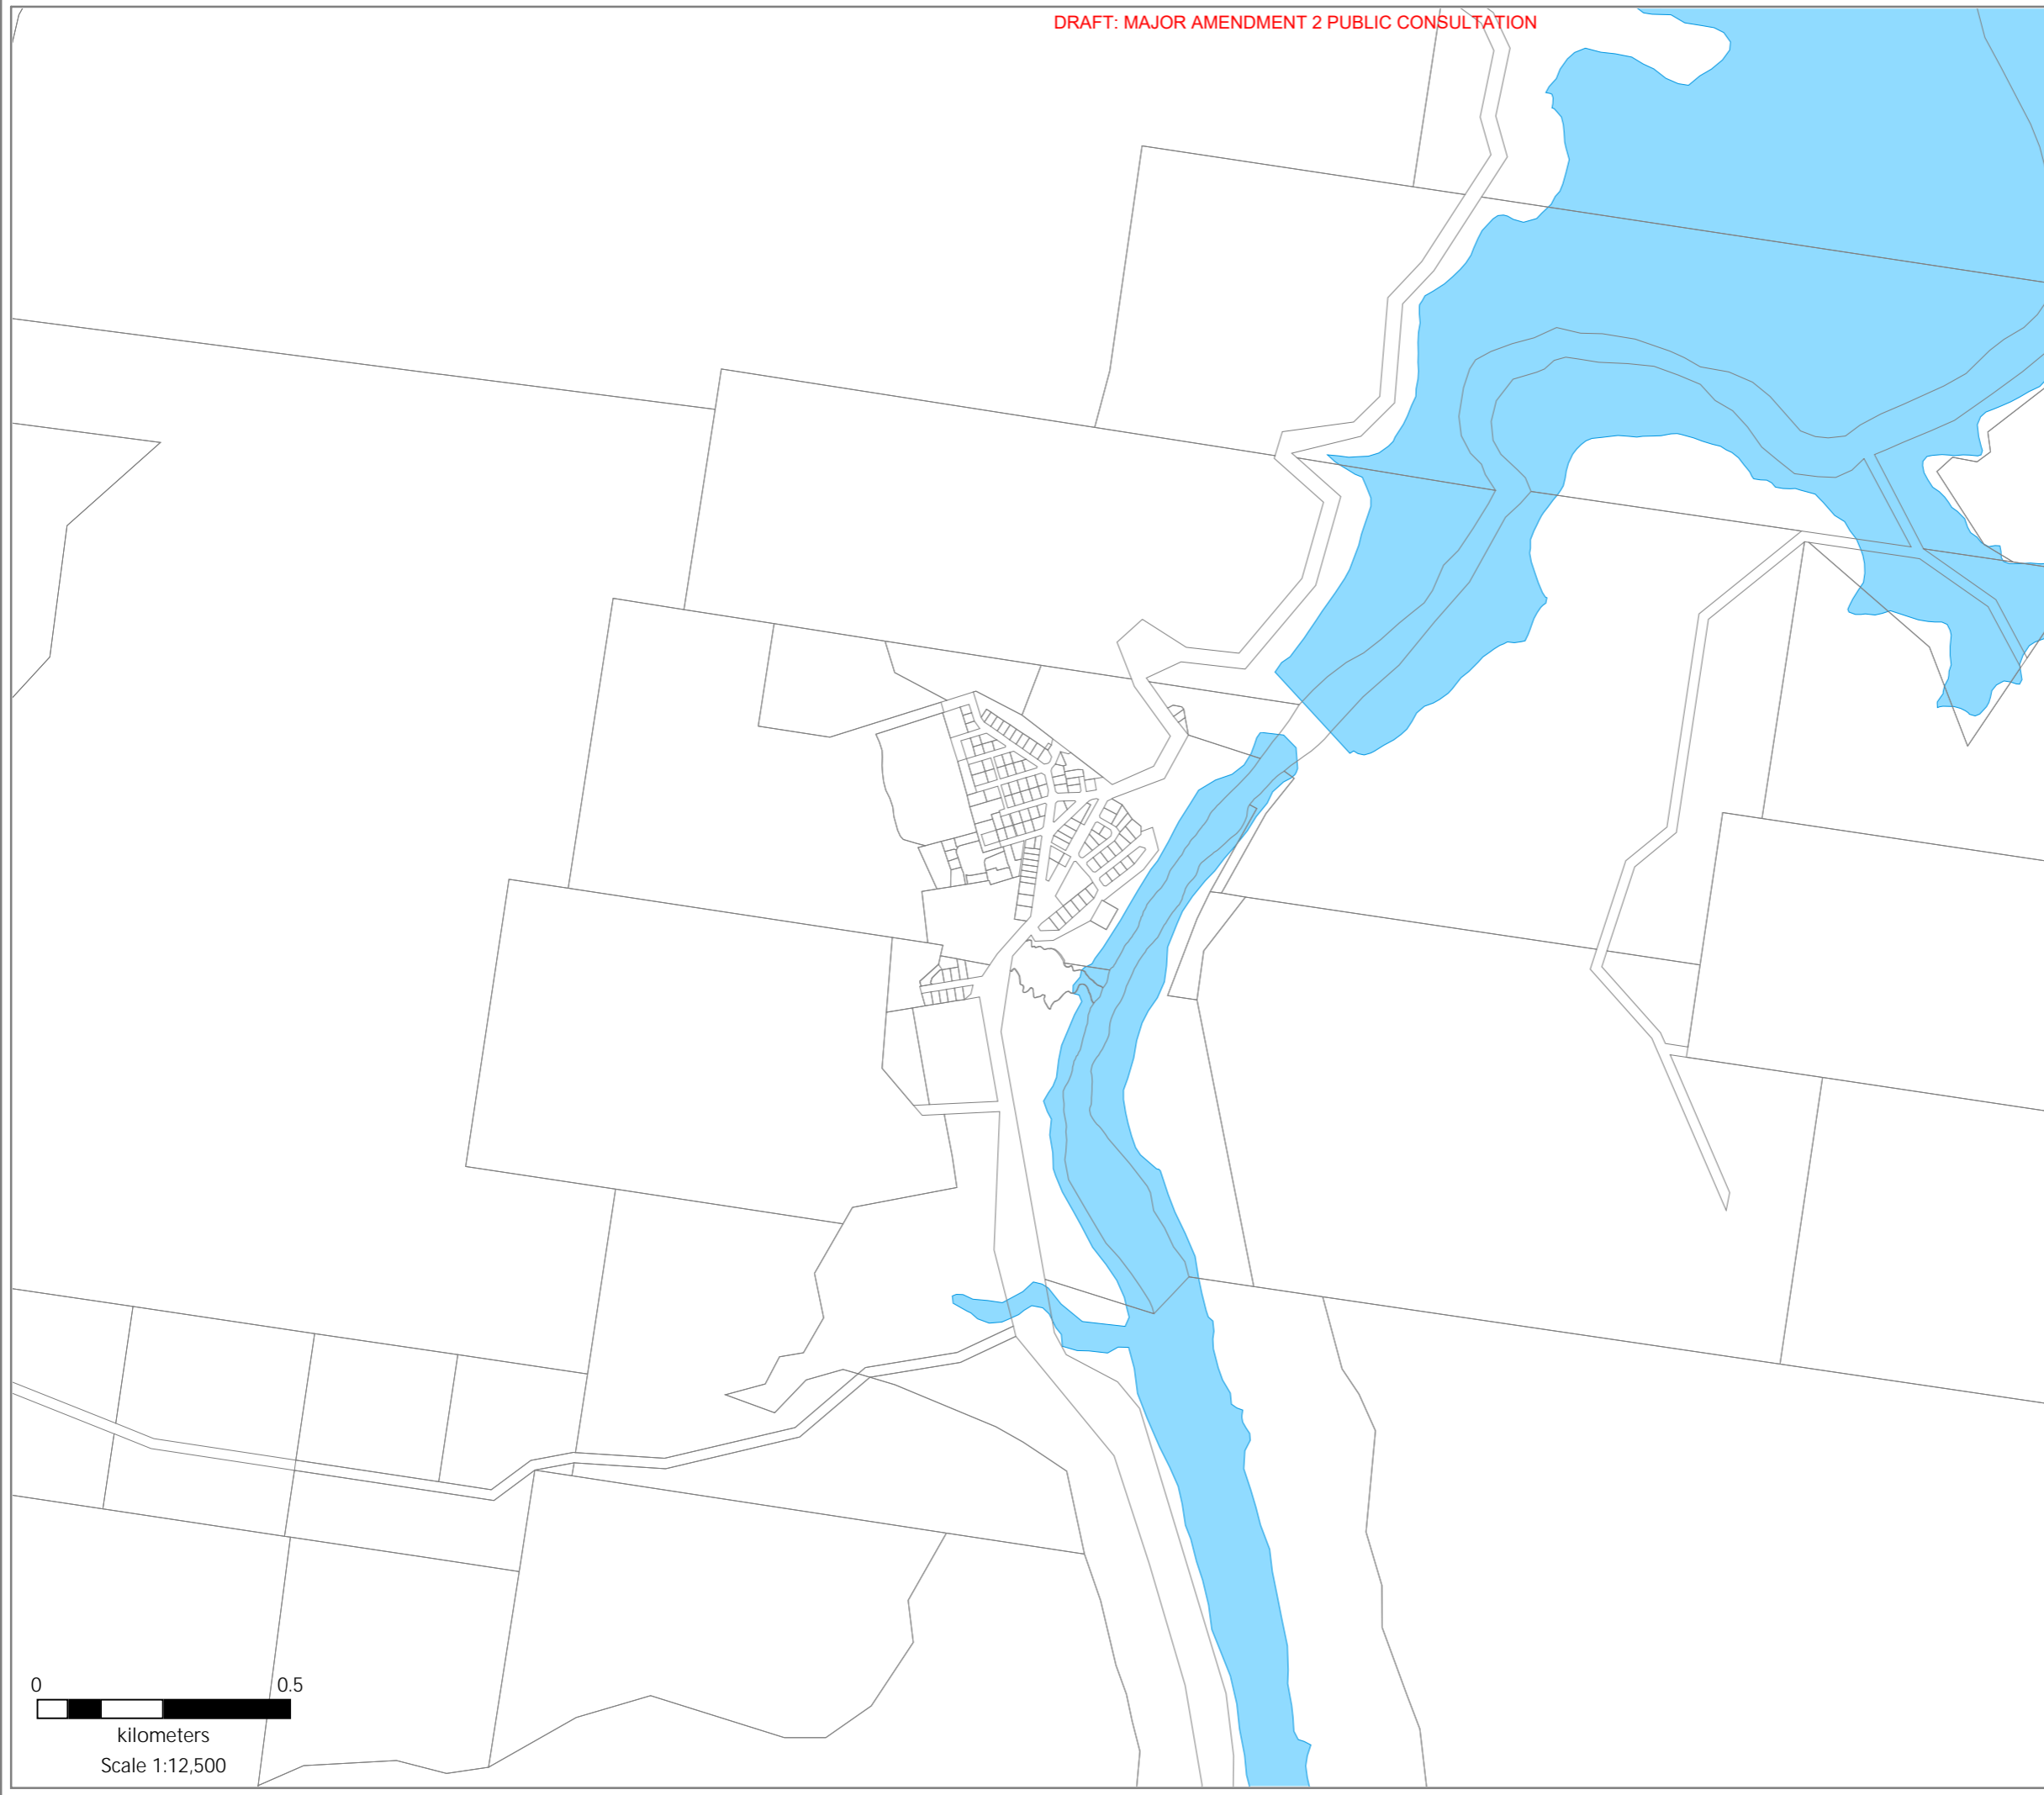 DRAFT: MAJOR AMENDMENT 2 PUBLIC CONSULTATION
0 0.5
kilometers
Scale 1:12,500